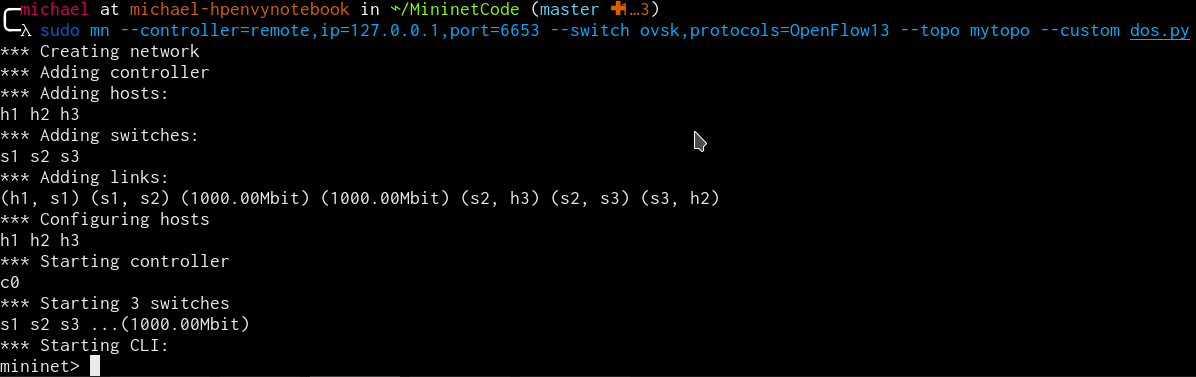 michael at michael-hpenvynotebook in ~/MininetCode (master ✚…3)
λ sudo mn --controller=remote,ip=127.0.0.1,port=6653 --switch ovsk,protocols=OpenFlow13 --topo mytopo --custom dos.py
*** Creating network
*** Adding controller
*** Adding hosts:
h1 h2 h3
*** Adding switches:
s1 s2 s3
*** Adding links:
(h1, s1) (s1, s2) (1000.00Mbit) (1000.00Mbit) (s2, h3) (s2, s3) (s3, h2)
*** Configuring hosts
h1 h2 h3
*** Starting controller
c0
*** Starting 3 switches
s1 s2 s3 ...(1000.00Mbit)
*** Starting CLI:
mininet>